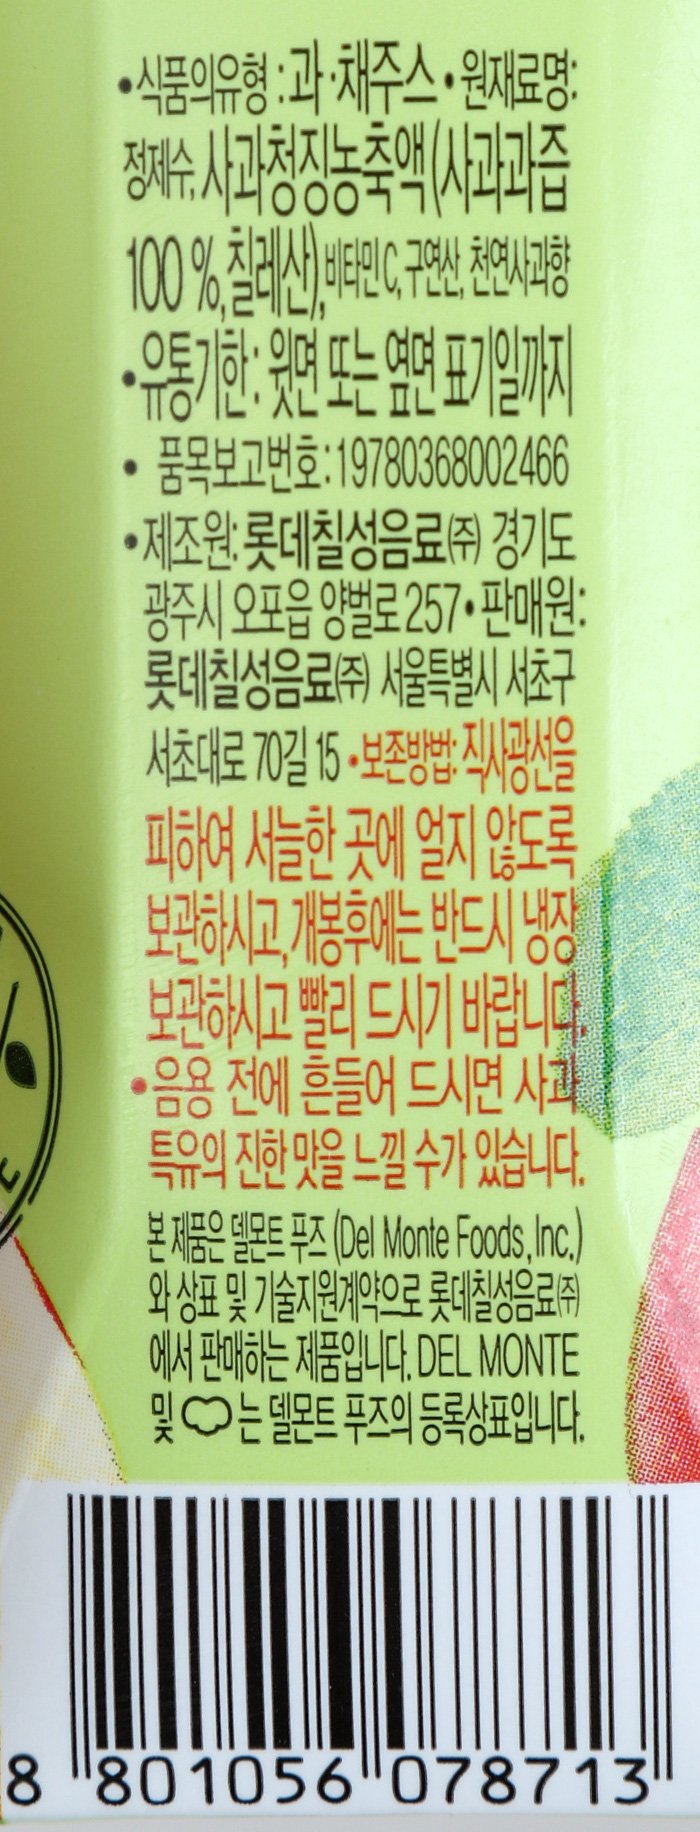 •식품의유형 : 과·채주스 • 원재료명:
정제수, 사과청징농축액(사과과즙
100 %, 칠레산), 비타민C, 구연산, 천연사과향
•유통기한 : 윗면 또는 옆면 표기일까지
• 품목보고번호 : 19780368002466
•제조원: 롯데칠성음료㈜ 경기도
광주시 오포읍 양벌로 257 • 판매원:
롯데칠성음료㈜ 서울특별시 서초구
서초대로 70길 15 •보존방법: 직사광선을
피하여 서늘한 곳에 얼지 않도록
보관하시고, 개봉후에는 반드시 냉장
보관하시고 빨리 드시기 바랍니다.
•음용 전에 흔들어 드시면 사과
특유의 진한 맛을 느낄 수가 있습니다.
본 제품은 델몬트 푸즈 (Del Monte Foods, Inc.)
와 상표 및 기술지원계약으로 롯데칠성음료㈜
에서 판매하는 제품입니다. DEL MONTE
및 는 델몬트 푸즈의 등록상표입니다.
8 801056 078713